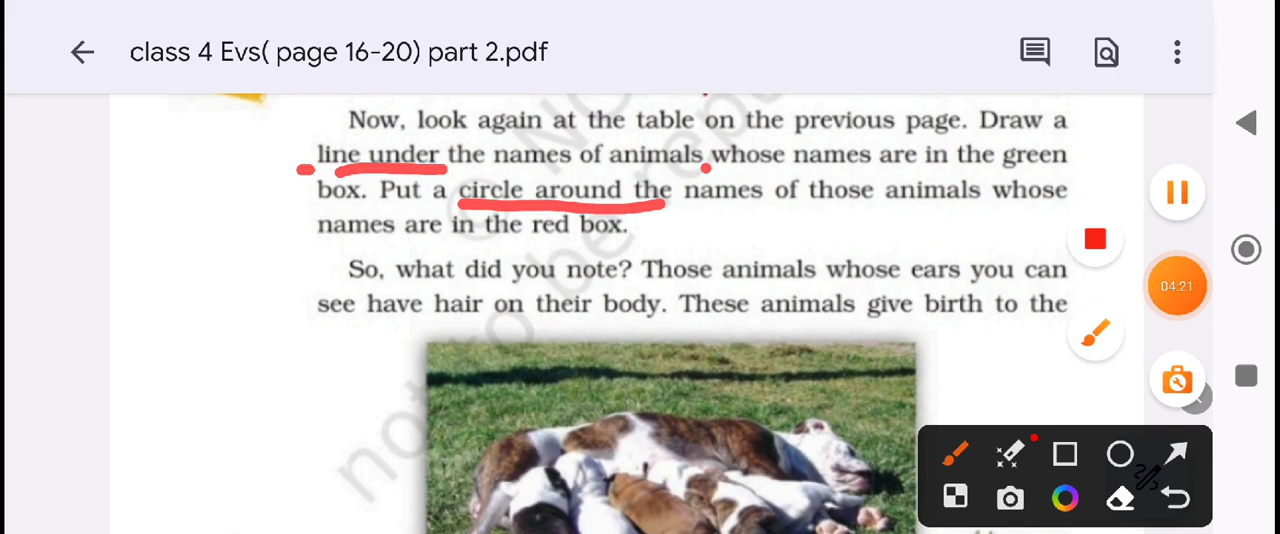 class 4 Evs( page 16-20) part 2.pdf
Now, look again at the table on the previous page. Draw a
line under the names of animals whose names are in the green
box. Put a circle around the names of those animals whose
names are in the red box.
So, what did you note? Those animals whose ears you can
see have hair on their body. These animals give birth to the
04:21